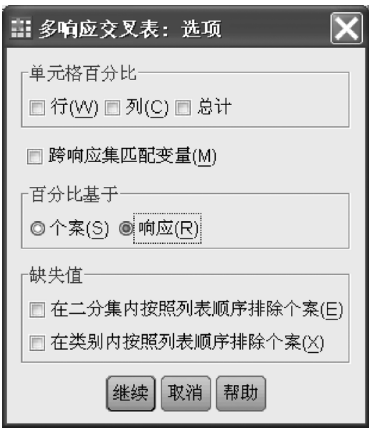 多响应交叉表: 选项
单元格百分比
行(W) 列(C) 总计
跨响应集匹配变量(M)
百分比基于
个案(S) 响应(R)
缺失值
在二分集内按照列表顺序排除个案(E)
在类别内按照列表顺序排除个案(X)
继续 取消 帮助